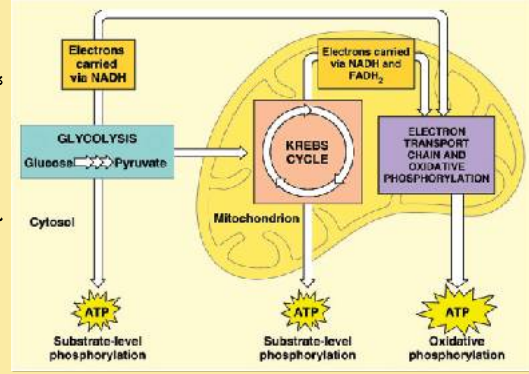 Electrons
carried
via NADH
Electrons carried
via NADH and
FADH₂
GLYCOLYSIS
Glucose Pyruvate
KREBS
CYCLE
ELECTRON
TRANSPORT
CHAIN AND
OXIDATIVE
PHOSPHORYLATION
Cytosol
Mitochondrion
ATP
Substrate-level
phosphorylation
ATP
Substrate-level
phosphorylation
ATP
Oxidative
phosphorylation